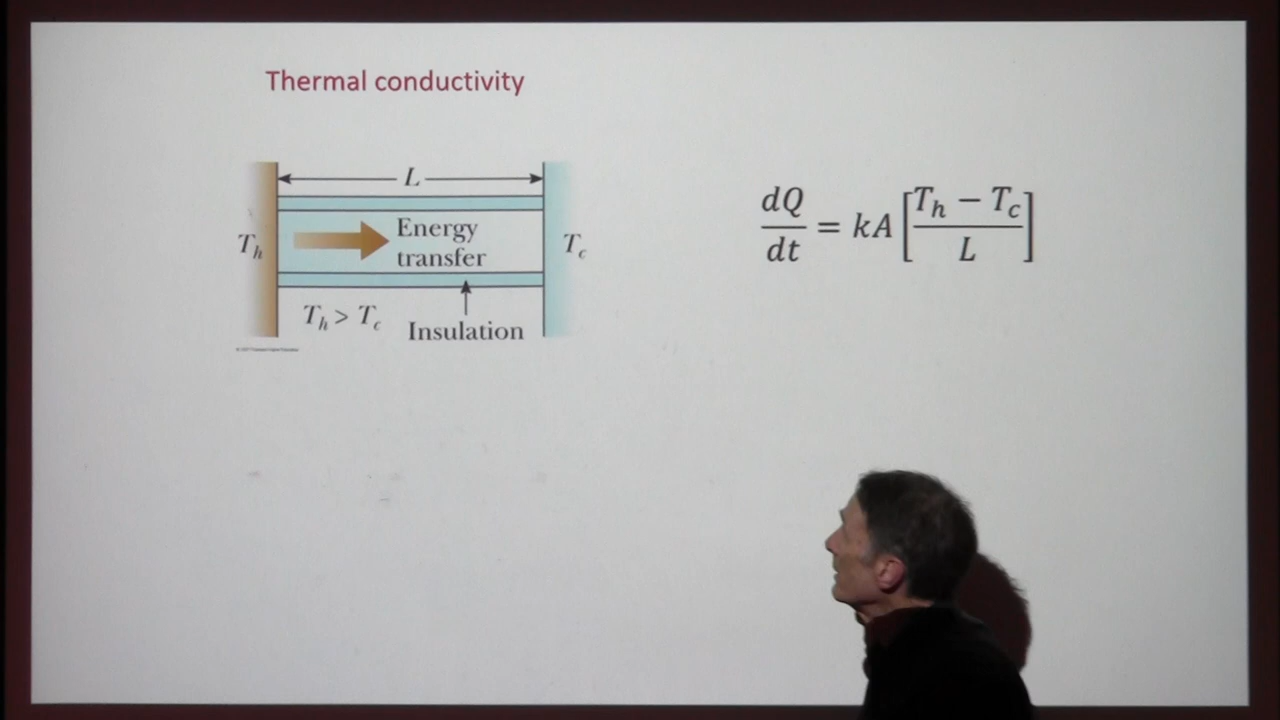 Thermal conductivity
L
T_h
Energy
transfer
T_c
T_h > T_c
Insulation
dQ/dt = kA [(T_h − T_c)/L]